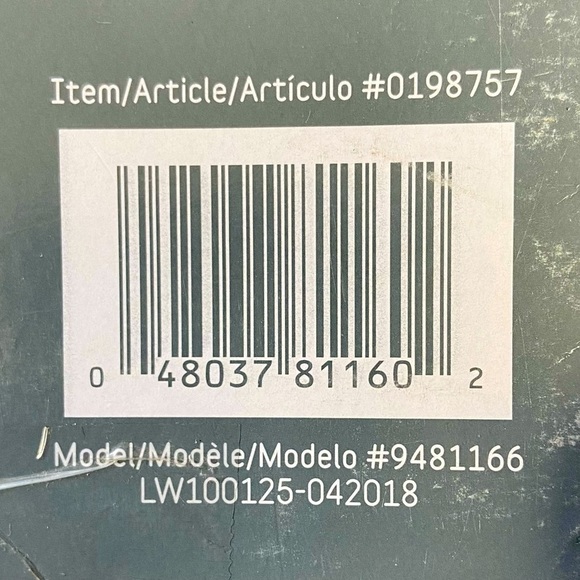 Item/Article/Artículo #0198757
0 48037 81160 2
Model/Modèle/Modelo #9481166
LW100125-042018